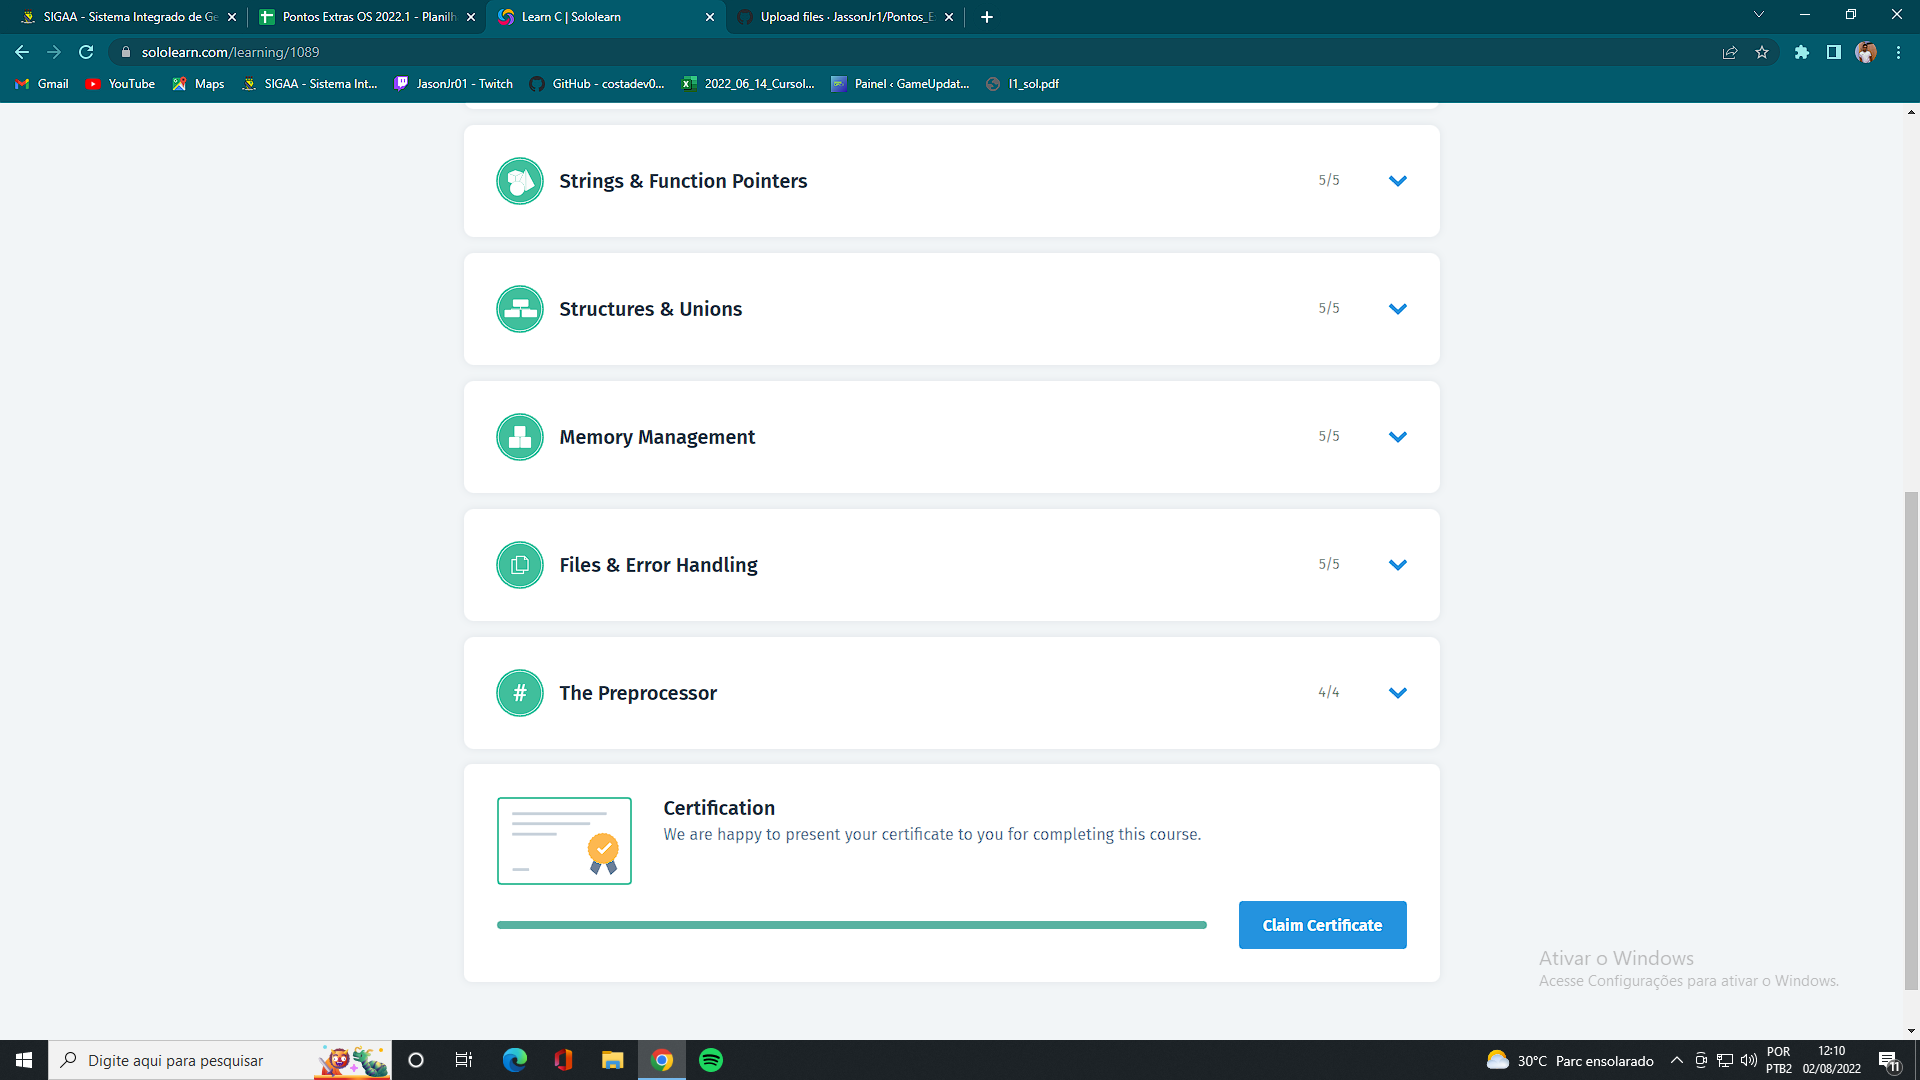 SIGAA - Sistema Integrado de Ge
Pontos Extras OS 2022.1 - Planilh
Learn C | Sololearn
Upload files · JassonJr1/Pontos_E
sololearn.com/learning/1089
Gmail
YouTube
Maps
SIGAA - Sistema Int...
JasonJr01 - Twitch
GitHub - costadev0...
2022_06_14_Cursol...
Painel ‹ GameUpdat...
l1_sol.pdf
Strings & Function Pointers
5/5
Structures & Unions
5/5
Memory Management
5/5
Files & Error Handling
5/5
#
The Preprocessor
4/4
Certification
We are happy to present your certificate to you for completing this course.
Claim Certificate
Ativar o Windows
Acesse Configurações para ativar o Windows.
Digite aqui para pesquisar
30°C Parc ensolarado
POR
PTB2
12:10
02/08/2022
11